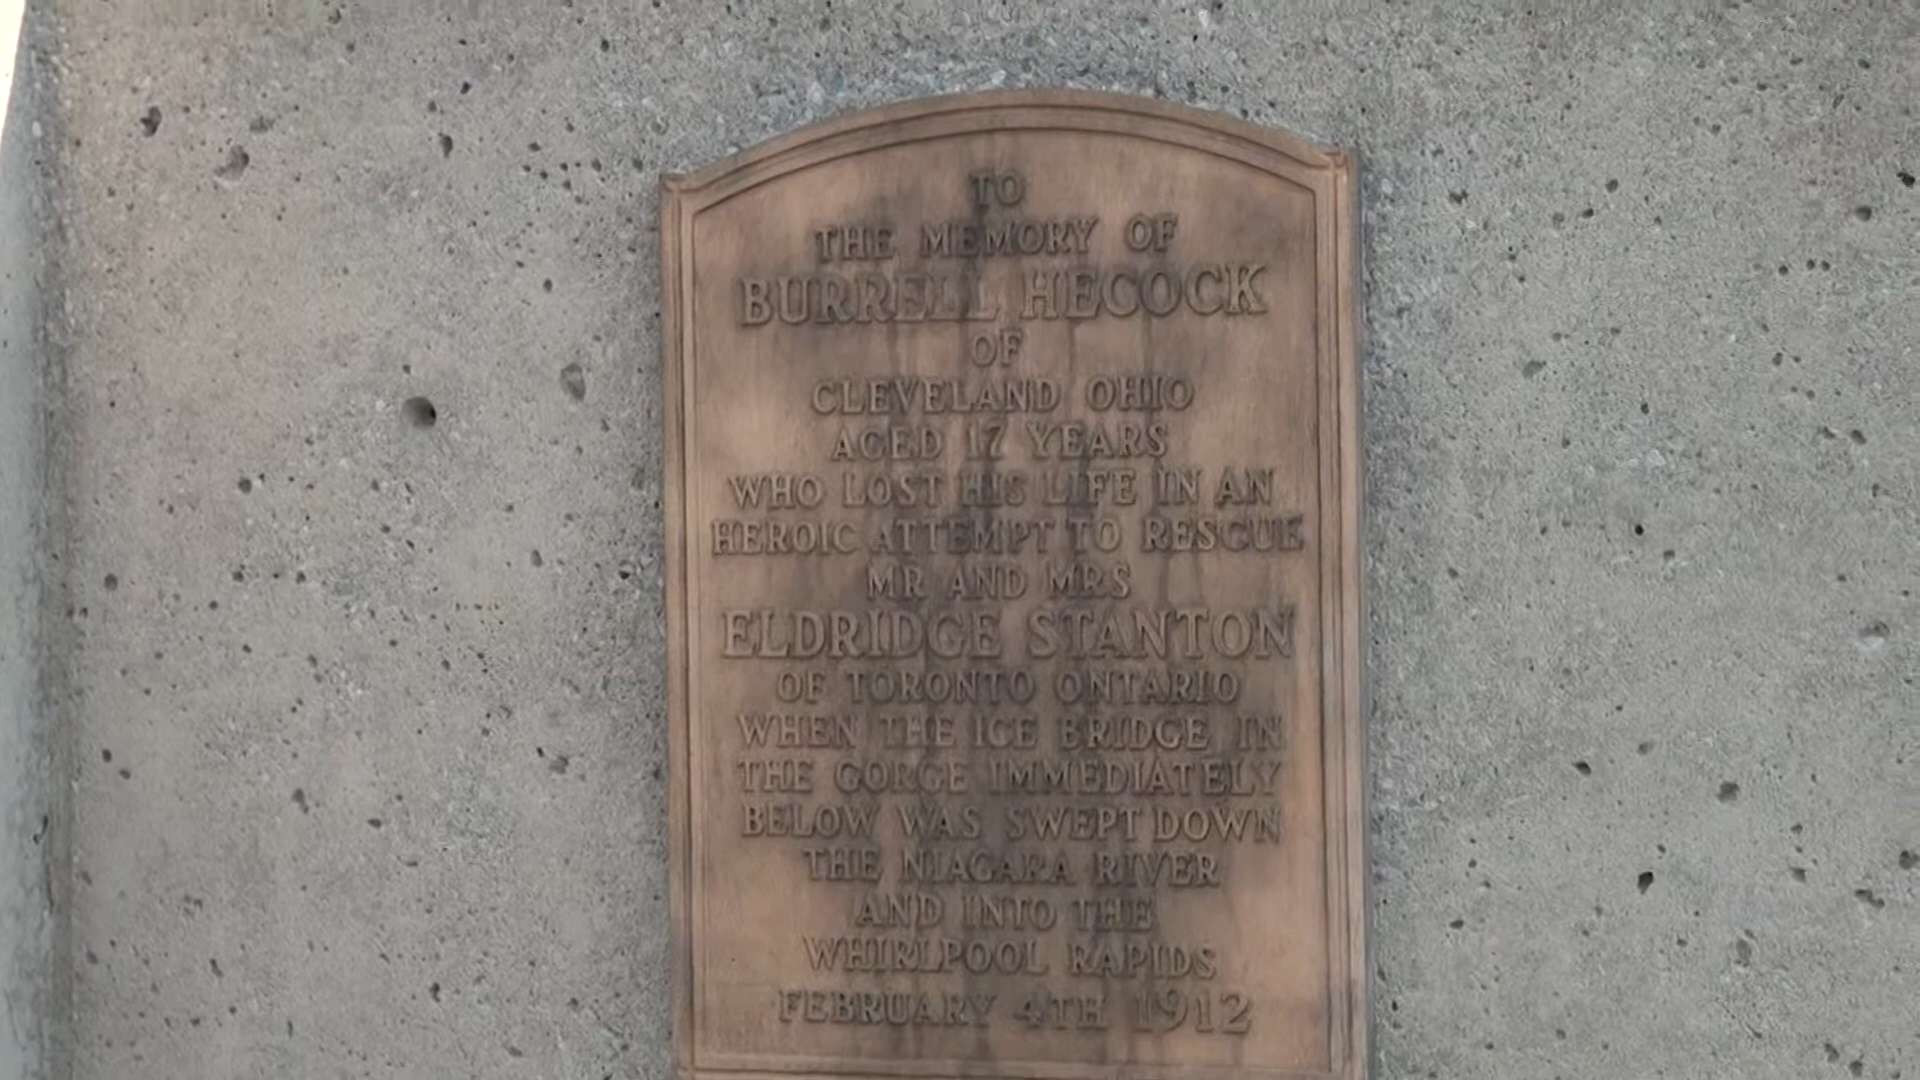 TO
THE MEMORY OF
BURRELL HECOCK
OF
CLEVELAND OHIO
AGED 17 YEARS
WHO LOST HIS LIFE IN AN
HEROIC ATTEMPT TO RESCUE
MR AND MRS
ELDRIDGE STANTON
OF TORONTO ONTARIO
WHEN THE ICE BRIDGE IN
THE GORGE IMMEDIATELY
BELOW WAS SWEPT DOWN
THE NIAGARA RIVER
AND INTO THE
WHIRLPOOL RAPIDS
FEBRUARY 4TH 1912